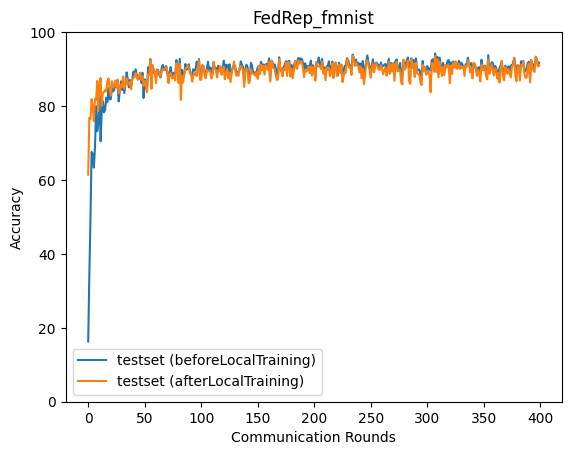 FedRep_fmnist
100
80
60
40
20
0
Accuracy
testset (beforeLocalTraining)
testset (afterLocalTraining)
0 50 100 150 200 250 300 350 400
Communication Rounds